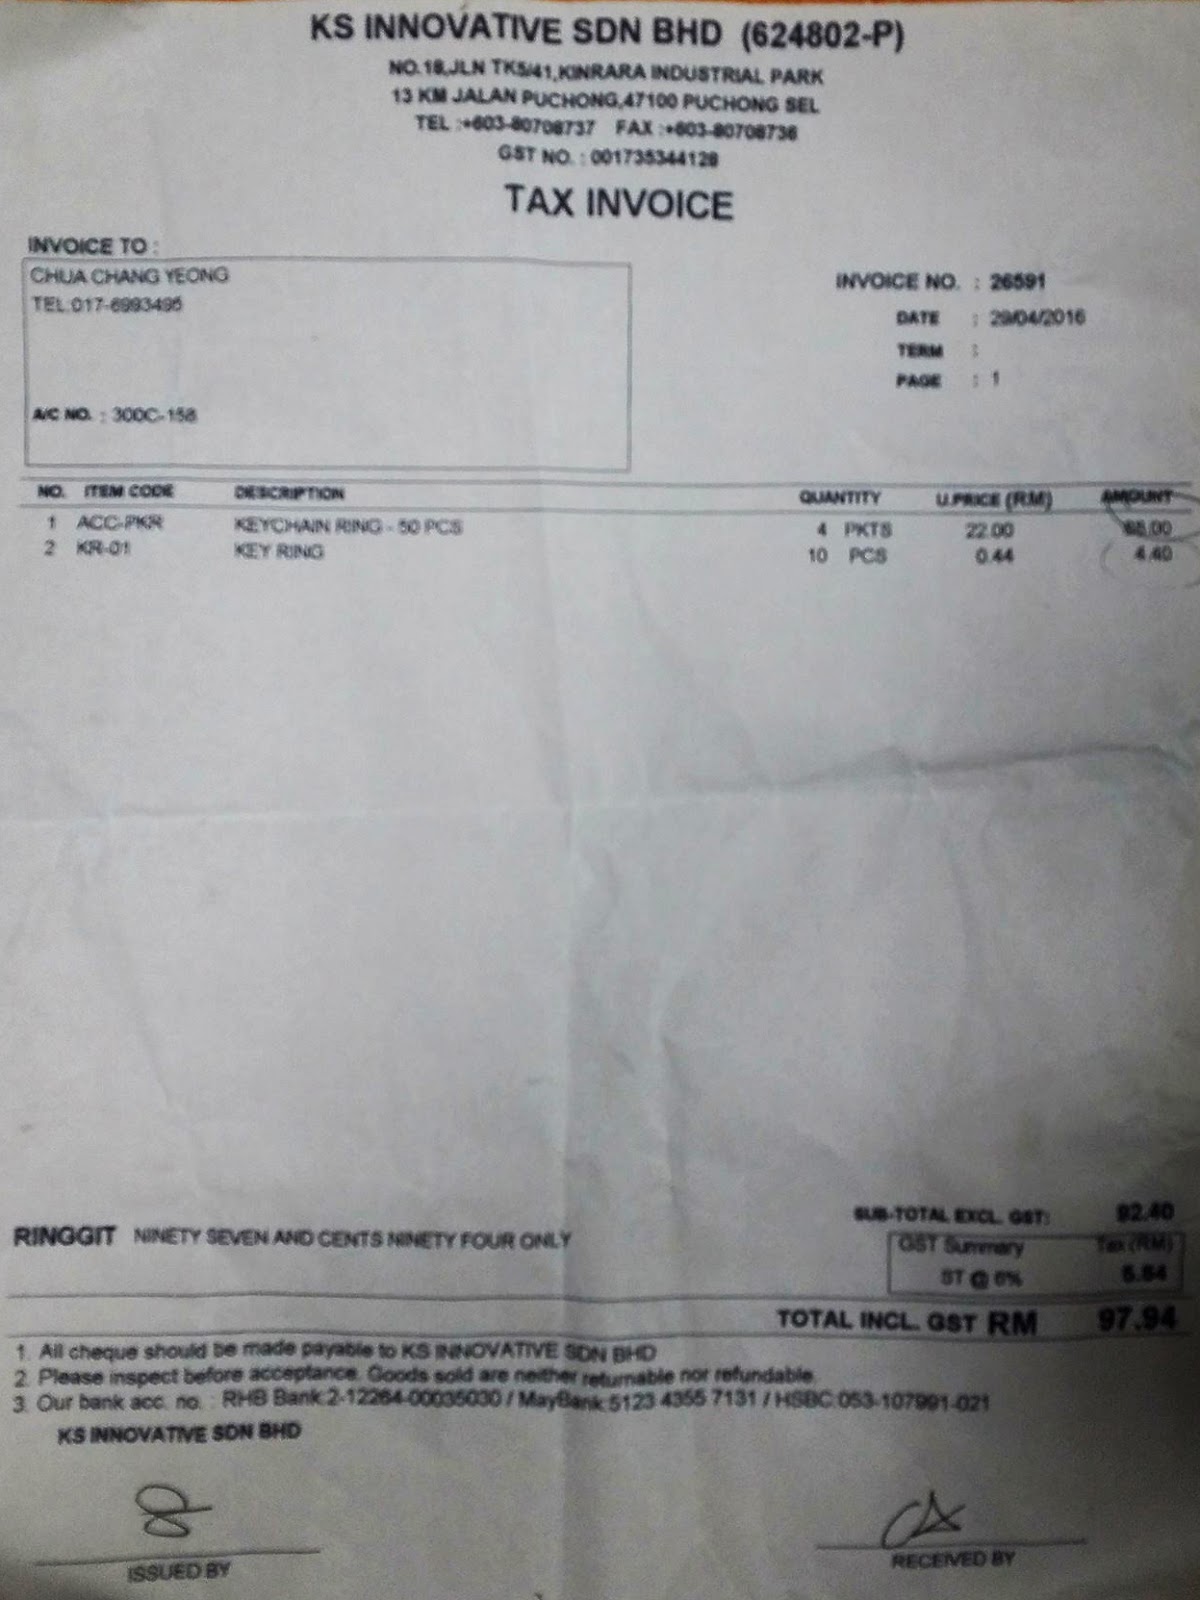 KS INNOVATIVE SDN BHD (624802-P)
NO.18,JLN TK5/41,KINRARA INDUSTRIAL PARK
13 KM JALAN PUCHONG,47100 PUCHONG SEL
TEL :+603-80708737 FAX :+603-80708736
GST NO. : 001735344128
TAX INVOICE
INVOICE TO :
CHUA CHANG YEONG
TEL:017-6993495
A/C NO. : 300C-158
INVOICE NO. : 26591
DATE : 29/04/2016
TERM :
PAGE : 1
NO. ITEM CODE DESCRIPTION QUANTITY U.PRICE (RM) AMOUNT
1 ACC-PKR KEYCHAIN RING - 50 PCS 4 PKTS 22.00 88.00
2 KR-01 KEY RING 10 PCS 0.44 4.40
SUB-TOTAL EXCL. GST: 92.40
RINGGIT NINETY SEVEN AND CENTS NINETY FOUR ONLY
GST Summary Tax (RM)
ST @ 6% 5.54
TOTAL INCL. GST RM 97.94
1. All cheque should be made payable to KS INNOVATIVE SDN BHD
2. Please inspect before acceptance. Goods sold are neither returnable nor refundable.
3. Our bank acc. no. : RHB Bank:2-12264-00035030 / MayBank:5123 4355 7131 / HSBC:053-107991-021
KS INNOVATIVE SDN BHD
ISSUED BY
RECEIVED BY